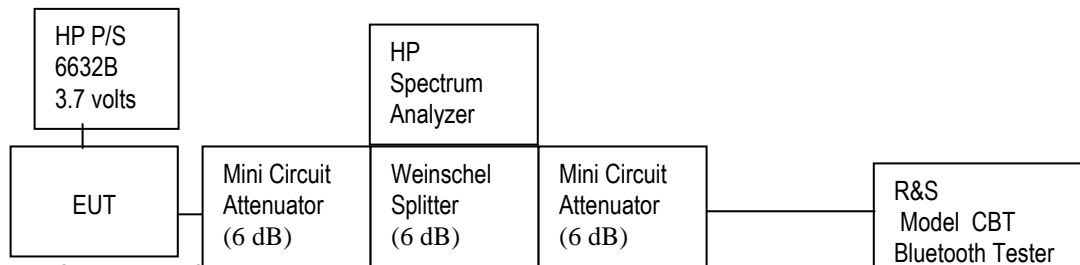 HP P/S
6632B
3.7 volts
HP
Spectrum
Analyzer
EUT
Mini Circuit
Attenuator
(6 dB)
Weinschel
Splitter
(6 dB)
Mini Circuit
Attenuator
(6 dB)
R&S
Model CBT
Bluetooth Tester